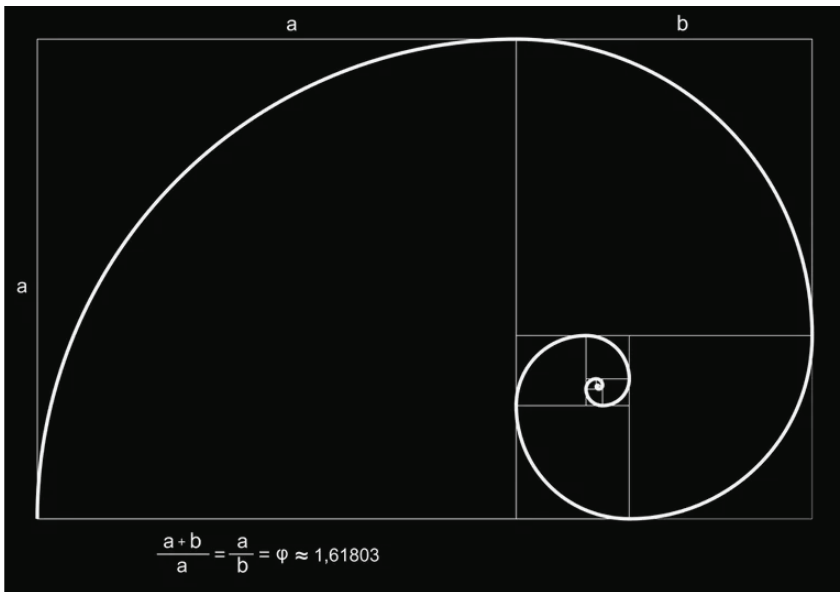 a b
a
a + b / a = a / b = φ ≈ 1,61803